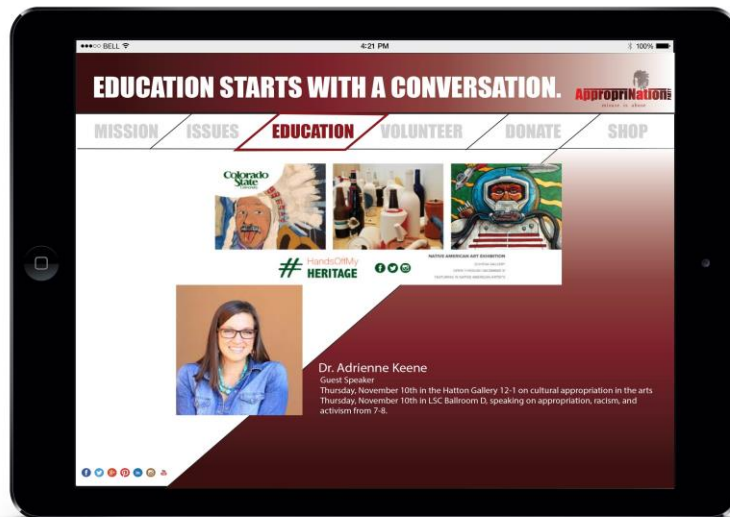 BELL
4:21 PM
100%
EDUCATION STARTS WITH A CONVERSATION.
AppropriNation
MISSION
ISSUES
EDUCATION
VOLUNTEER
DONATE
SHOP
Colorado
State
University
# HandsOffMy
HERITAGE
NATIVE AMERICAN ART EXHIBITION
Dr. Adrienne Keene
Guest Speaker
Thursday, November 10th in the Hatton Gallery 12-1 on cultural appropriation in the arts
Thursday, November 10th in LSC Ballroom D, speaking on appropriation, racism, and
activism from 7-8.